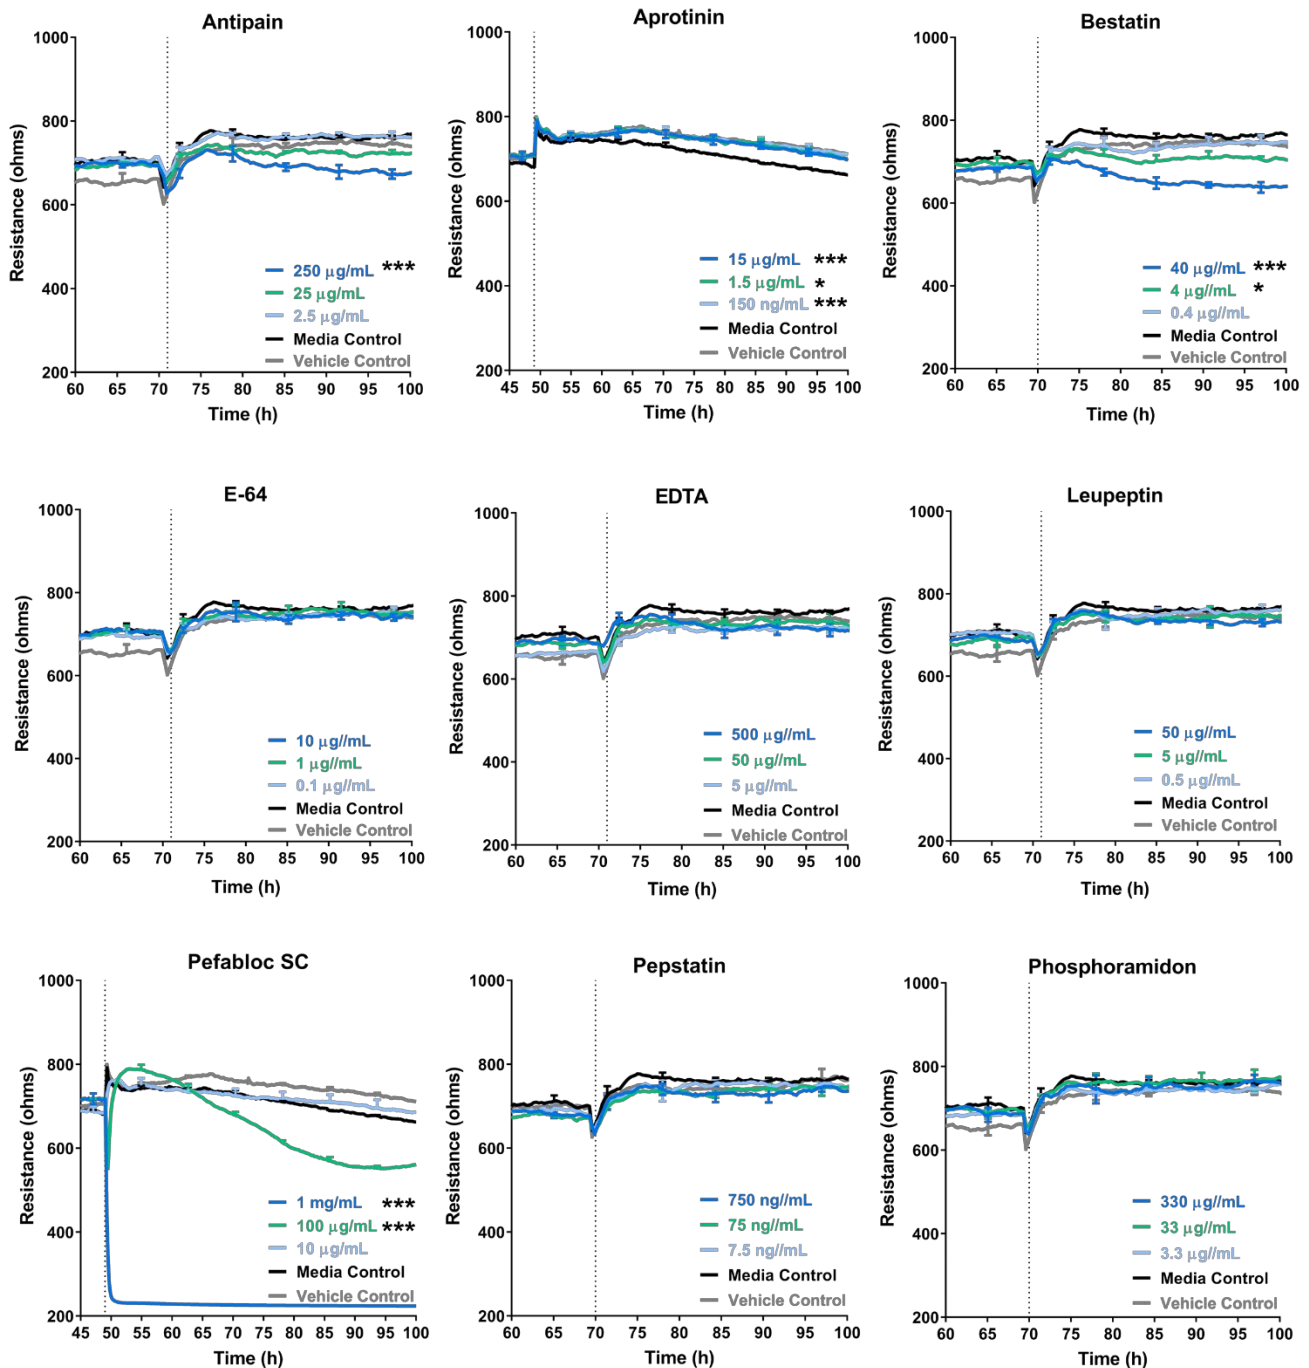 Antipain
1000
800
600
400
200
Resistance (ohms)
250 μg/mL ***
25 μg/mL
2.5 μg/mL
Media Control
Vehicle Control
60 65 70 75 80 85 90 95 100
Time (h)
Aprotinin
1000
800
600
400
200
Resistance (ohms)
15 μg/mL ***
1.5 μg/mL *
150 ng/mL ***
Media Control
Vehicle Control
45 50 55 60 65 70 75 80 85 90 95 100
Time (h)
Bestatin
1000
800
600
400
200
Resistance (ohms)
40 μg//mL ***
4 μg//mL *
0.4 μg//mL
Media Control
Vehicle Control
60 65 70 75 80 85 90 95 100
Time (h)
E-64
1000
800
600
400
200
Resistance (ohms)
10 μg//mL
1 μg//mL
0.1 μg//mL
Media Control
Vehicle Control
60 65 70 75 80 85 90 95 100
Time (h)
EDTA
1000
800
600
400
200
Resistance (ohms)
500 μg//mL
50 μg//mL
5 μg//mL
Media Control
Vehicle Control
60 65 70 75 80 85 90 95 100
Time (h)
Leupeptin
1000
800
600
400
200
Resistance (ohms)
50 μg//mL
5 μg//mL
0.5 μg//mL
Media Control
Vehicle Control
60 65 70 75 80 85 90 95 100
Time (h)
Pefabloc SC
1000
800
600
400
200
Resistance (ohms)
1 mg/mL ***
100 μg/mL ***
10 μg/mL
Media Control
Vehicle Control
45 50 55 60 65 70 75 80 85 90 95 100
Time (h)
Pepstatin
1000
800
600
400
200
Resistance (ohms)
750 ng//mL
75 ng//mL
7.5 ng//mL
Media Control
Vehicle Control
60 65 70 75 80 85 90 95 100
Time (h)
Phosphoramidon
1000
800
600
400
200
Resistance (ohms)
330 μg//mL
33 μg//mL
3.3 μg//mL
Media Control
Vehicle Control
60 65 70 75 80 85 90 95 100
Time (h)